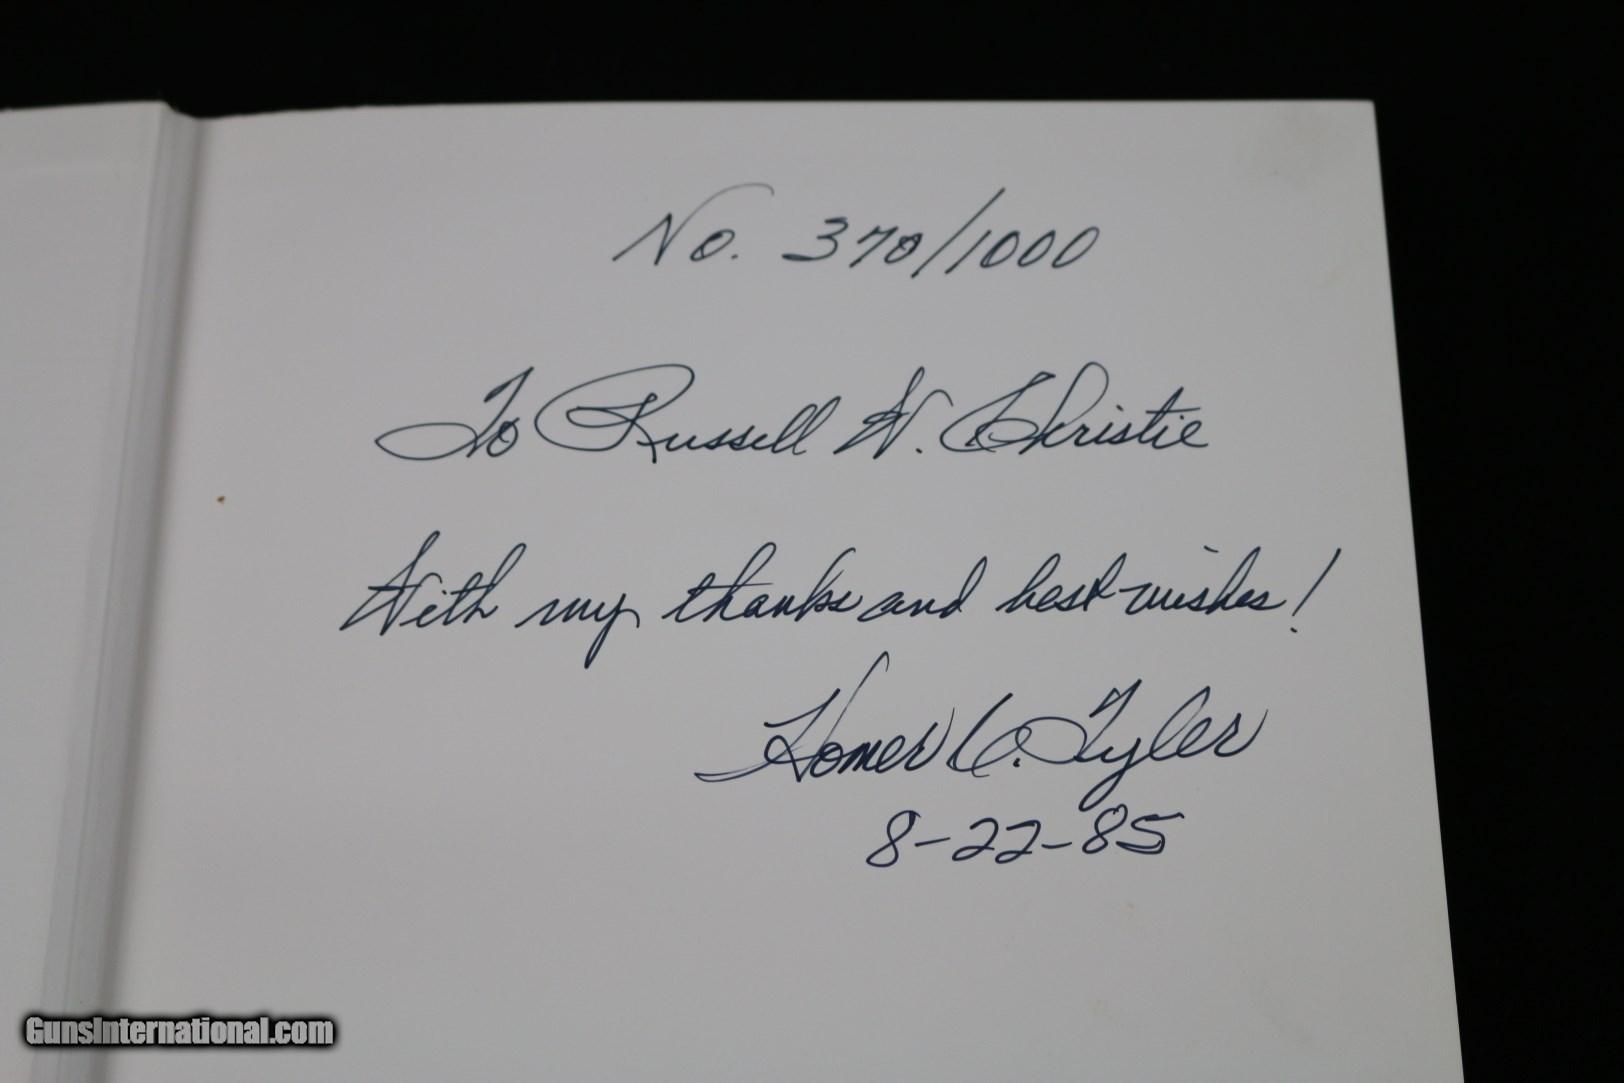 No. 370/1000
To Russell W. Christie
With my thanks and best wishes!
Homer C. Tyler
8-22-85
GunsInternational.com